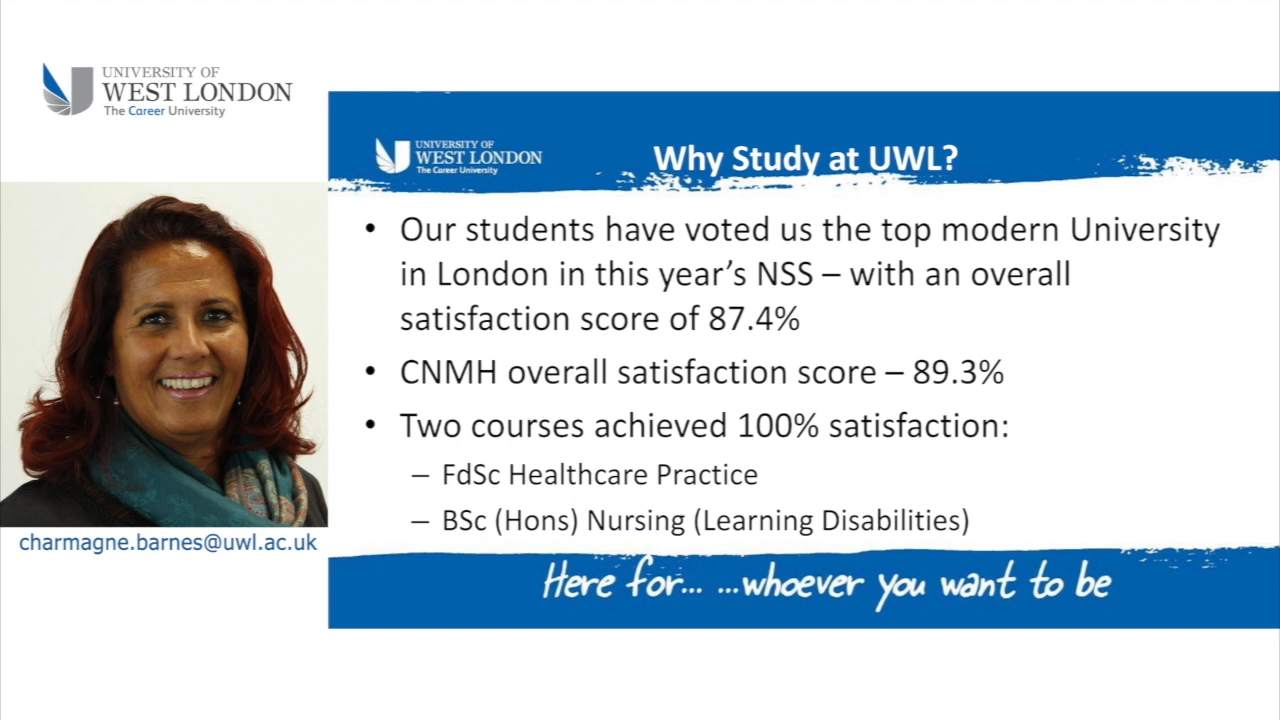 UNIVERSITY OF
WEST LONDON
The Career University
charmagne.barnes@uwl.ac.uk
UNIVERSITY OF
WEST LONDON
The Career University
Why Study at UWL?
• Our students have voted us the top modern University
in London in this year’s NSS – with an overall
satisfaction score of 87.4%
• CNMH overall satisfaction score – 89.3%
• Two courses achieved 100% satisfaction:
– FdSc Healthcare Practice
– BSc (Hons) Nursing (Learning Disabilities)
Here for... ...whoever you want to be